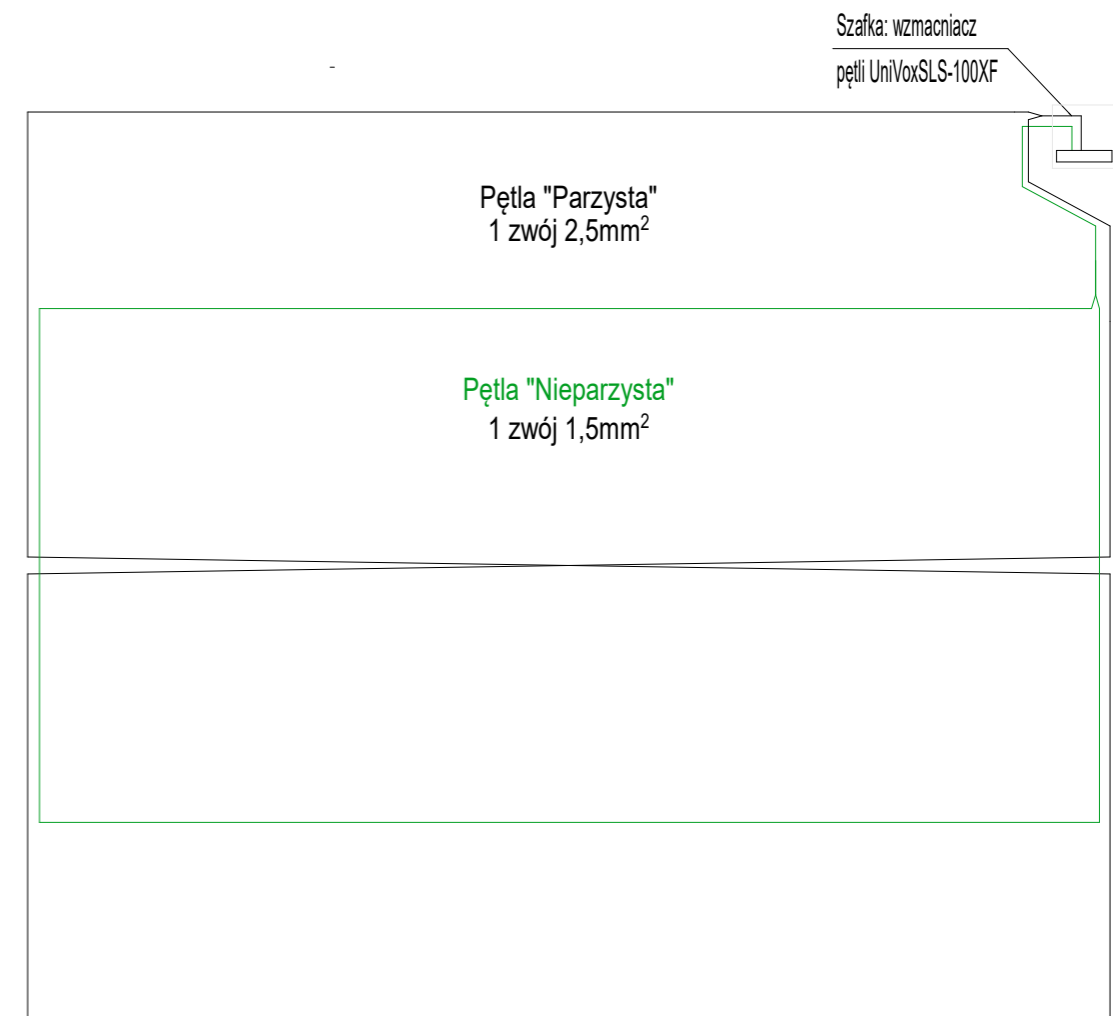 Szafka: wzmacniacz
pętli UniVoxSLS-100XF
Pętla "Parzysta"
1 zwój 2,5mm²
Pętla "Nieparzysta"
1 zwój 1,5mm²